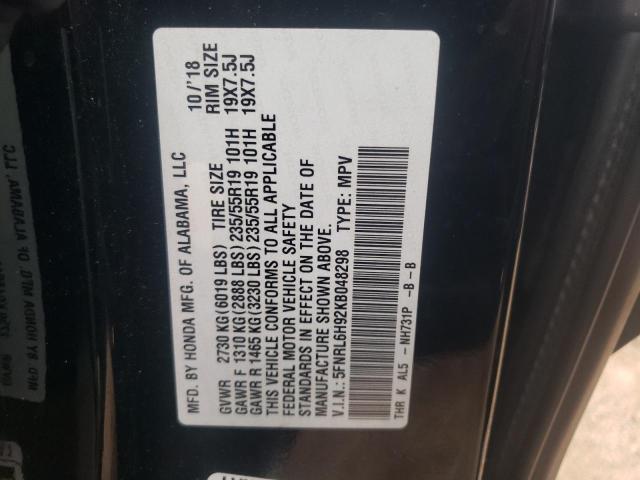 MFD. BY HONDA MFG. OF ALABAMA, LLC 10/'18
GVWR 2730 KG(6019 LBS) TIRE SIZE RIM SIZE
GAWR F 1310 KG(2888 LBS)235/55R19 101H 19X7.5J
GAWR R 1465 KG(3230 LBS)235/55R19 101H 19X7.5J
THIS VEHICLE CONFORMS TO ALL APPLICABLE
FEDERAL MOTOR VEHICLE SAFETY
STANDARDS IN EFFECT ON THE DATE OF
MANUFACTURE SHOWN ABOVE.
V.I.N.:5FNRL6H92KB048298 TYPE: MPV
THR K AL5 - NH731P -B-B